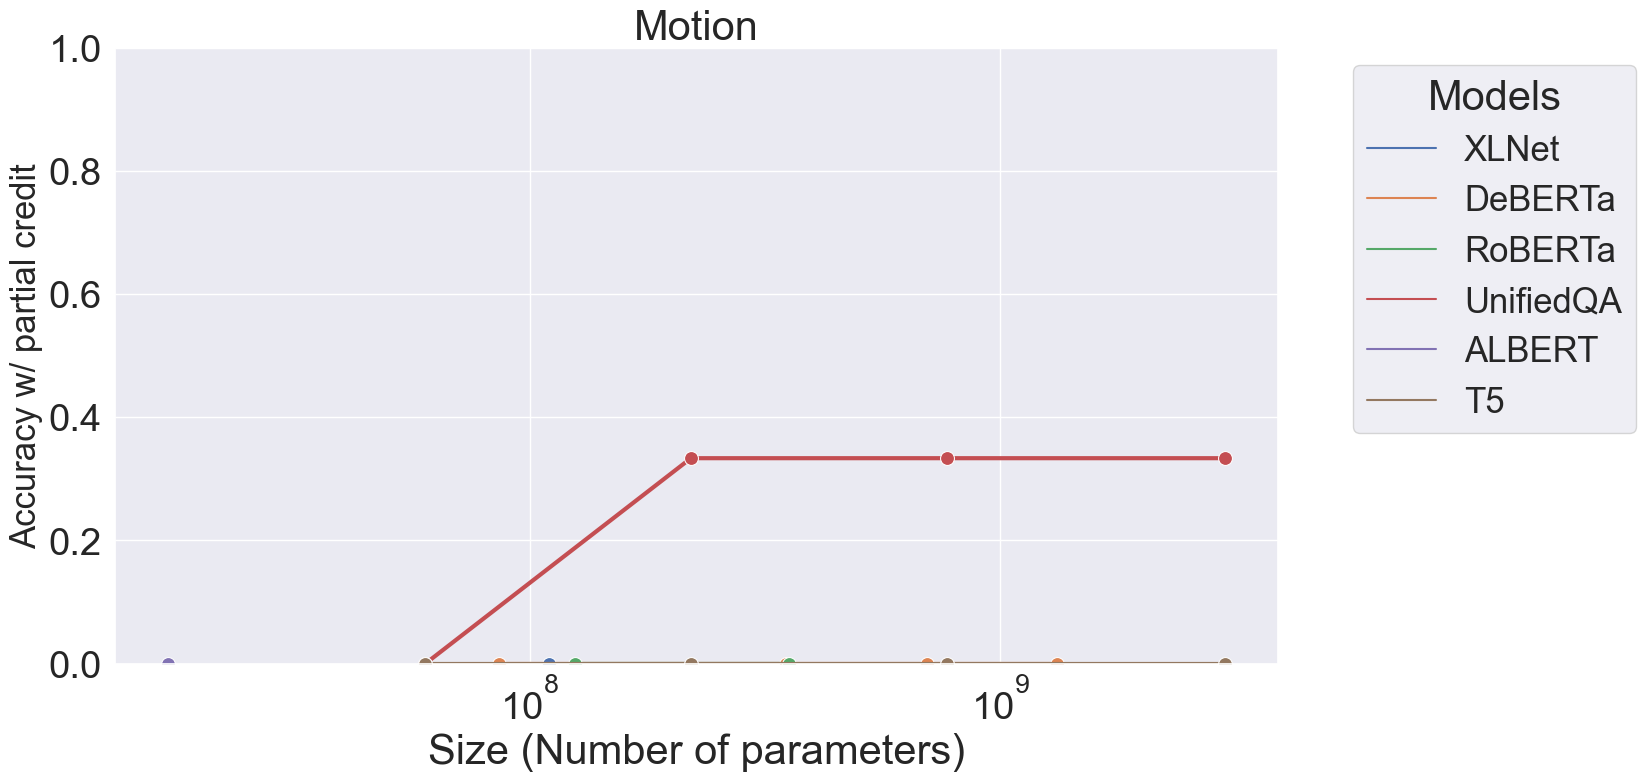 Motion
Accuracy w/ partial credit
1.0
0.8
0.6
0.4
0.2
0.0
10^8
10^9
Size (Number of parameters)
Models
XLNet
DeBERTa
RoBERTa
UnifiedQA
ALBERT
T5